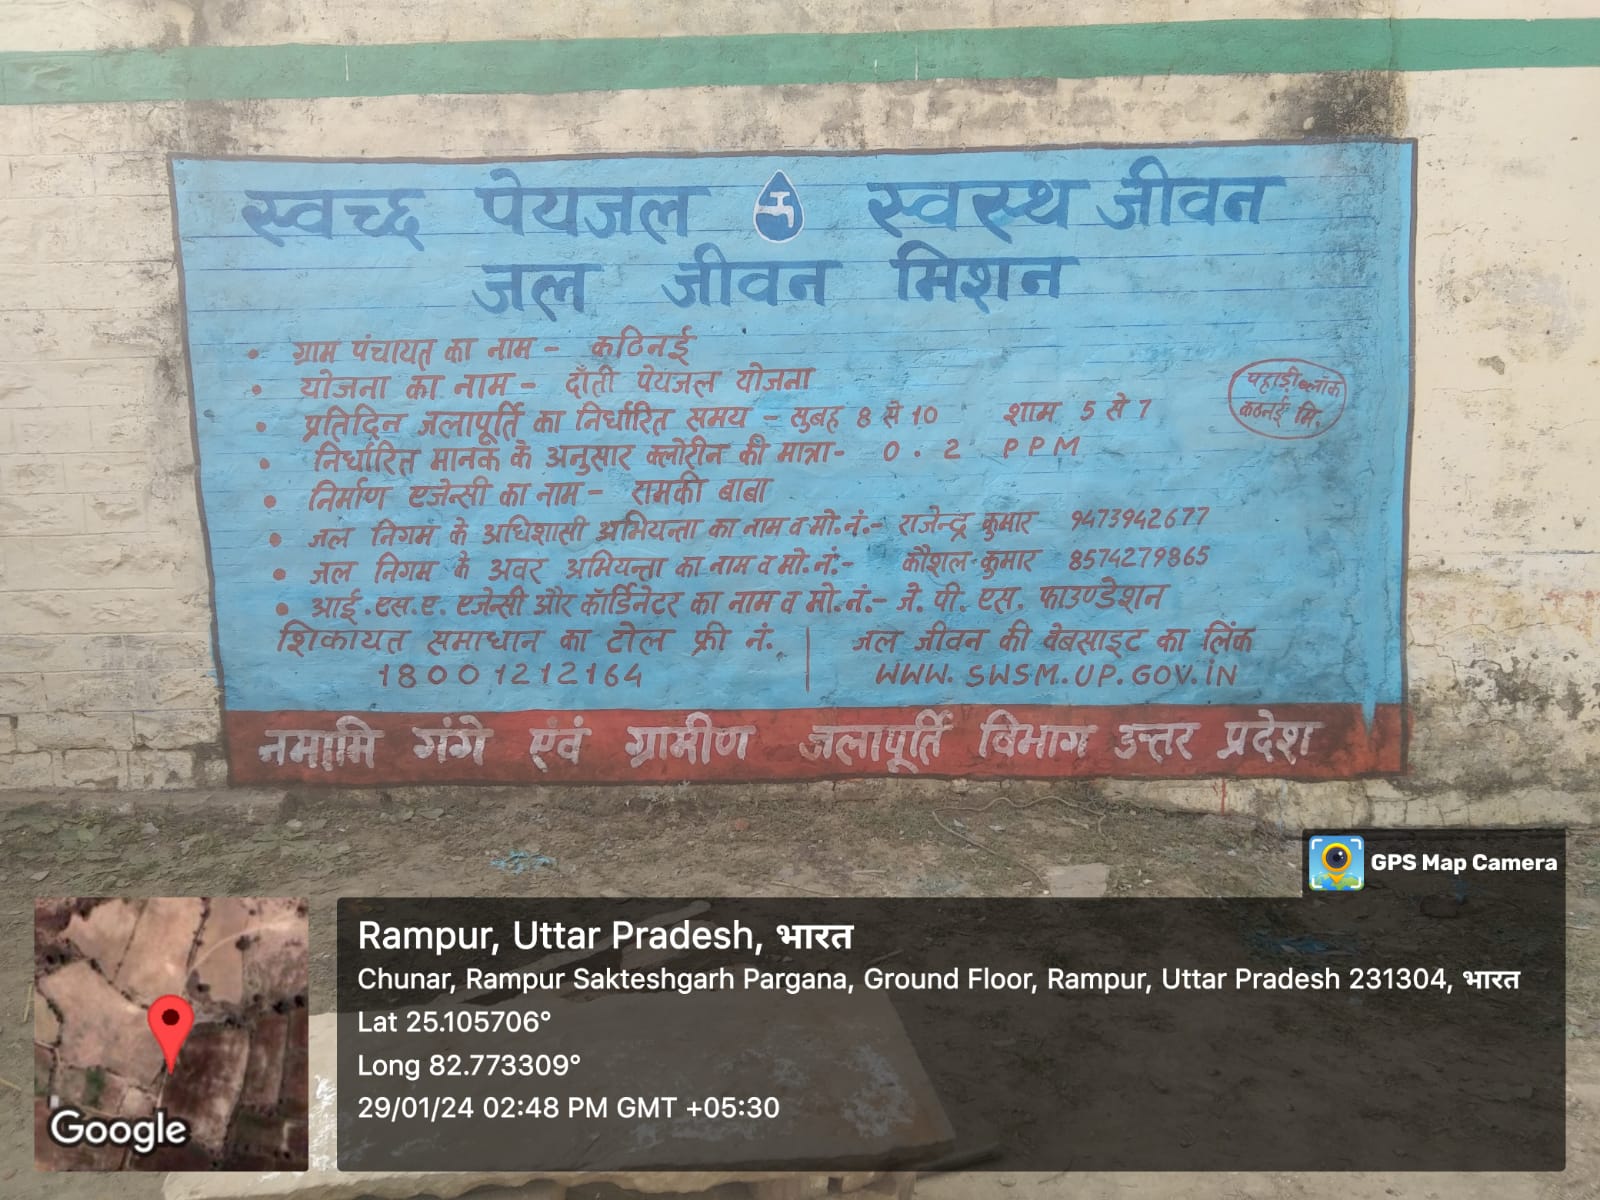 स्वच्छ पेयजल स्वस्थ जीवन
जल जीवन मिशन
• ग्राम पंचायत का नाम - कठिनई
• योजना का नाम - दाँती पेयजल योजना
• प्रतिदिन जलापूर्ति का निर्धारित समय - सुबह 8 से 10 शाम 5 से 7
पहाड़ी ब्लॉक
कठनई मि.
• निर्धारित मानक के अनुसार क्लोरीन की मात्रा- 0.2 PPM
• निर्माण एजेन्सी का नाम - रामकी बाबा
• जल निगम के अधिशासी अभियन्ता का नाम व मो.नं.- राजेन्द्र कुमार 9473942677
• जल निगम के अवर अभियन्ता का नाम व मो.नं.- कौशल कुमार 8574279865
• आई.एस.ए. एजेन्सी और कॉर्डिनेटर का नाम व मो.नं.- जे. पी. एस. फाउण्डेशन
शिकायत समाधान का टोल फ्री नं.
18001212164
जल जीवन की वेबसाइट का लिंक
WWW.SWSM.UP.GOV.iN
नमामि गंगे एंवं ग्रामीण जलापूर्ति विभाग उत्तर प्रदेश
GPS Map Camera
Rampur, Uttar Pradesh, भारत
Chunar, Rampur Sakteshgarh Pargana, Ground Floor, Rampur, Uttar Pradesh 231304, भारत
Lat 25.105706°
Long 82.773309°
29/01/24 02:48 PM GMT +05:30
Google